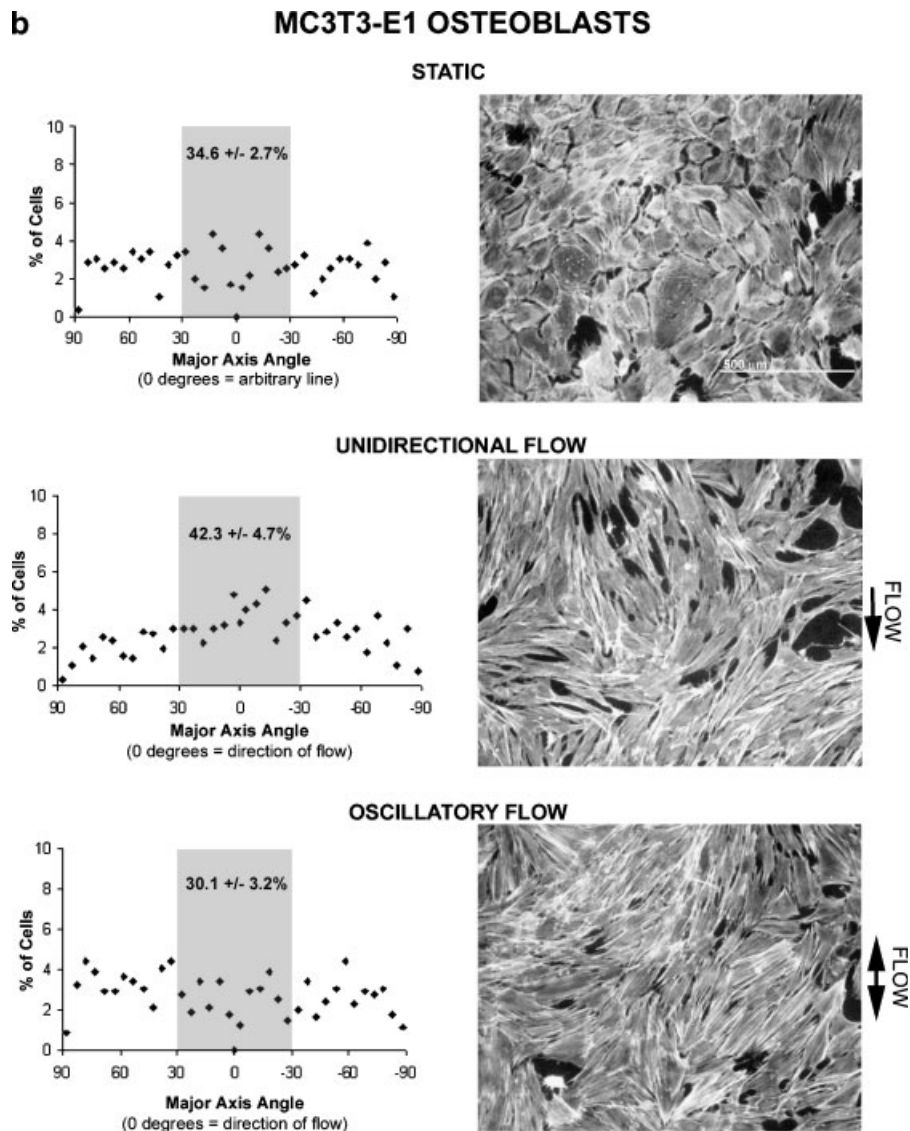 b
MC3T3-E1 OSTEOBLASTS
STATIC
10
8
6
4
2
0
% of Cells
34.6 +/- 2.7%
90 60 30 0 -30 -60 -90
Major Axis Angle
(0 degrees = arbitrary line)
500 µm
UNIDIRECTIONAL FLOW
10
8
6
4
2
0
% of Cells
42.3 +/- 4.7%
90 60 30 0 -30 -60 -90
Major Axis Angle
(0 degrees = direction of flow)
FLOW
OSCILLATORY FLOW
10
8
6
4
2
0
% of Cells
30.1 +/- 3.2%
90 60 30 0 -30 -60 -90
Major Axis Angle
(0 degrees = direction of flow)
FLOW